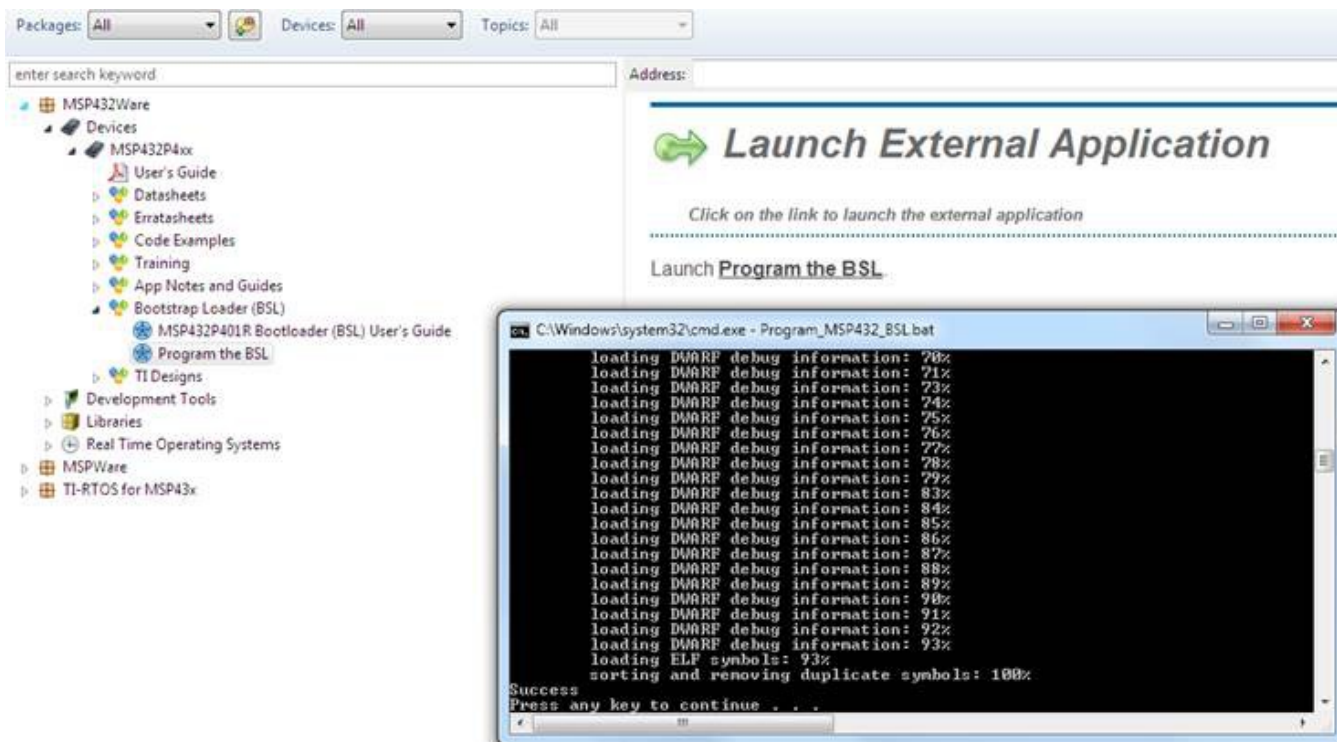 Packages: All Devices: All Topics: All
enter search keyword
Address:
MSP432Ware
Devices
MSP432P4xx
User's Guide
Datasheets
Erratasheets
Code Examples
Training
App Notes and Guides
Bootstrap Loader (BSL)
MSP432P401R Bootloader (BSL) User's Guide
Program the BSL
TI Designs
Development Tools
Libraries
Real Time Operating Systems
MSPWare
TI-RTOS for MSP43x
Launch External Application
Click on the link to launch the external application
Launch Program the BSL.
C:\Windows\system32\cmd.exe - Program_MSP432_BSL.bat
loading DWARF debug information: 70%
loading DWARF debug information: 71%
loading DWARF debug information: 73%
loading DWARF debug information: 74%
loading DWARF debug information: 75%
loading DWARF debug information: 76%
loading DWARF debug information: 77%
loading DWARF debug information: 78%
loading DWARF debug information: 79%
loading DWARF debug information: 83%
loading DWARF debug information: 84%
loading DWARF debug information: 85%
loading DWARF debug information: 86%
loading DWARF debug information: 87%
loading DWARF debug information: 88%
loading DWARF debug information: 89%
loading DWARF debug information: 90%
loading DWARF debug information: 91%
loading DWARF debug information: 92%
loading DWARF debug information: 93%
loading ELF symbols: 93%
sorting and removing duplicate symbols: 100%
Success
Press any key to continue . . .